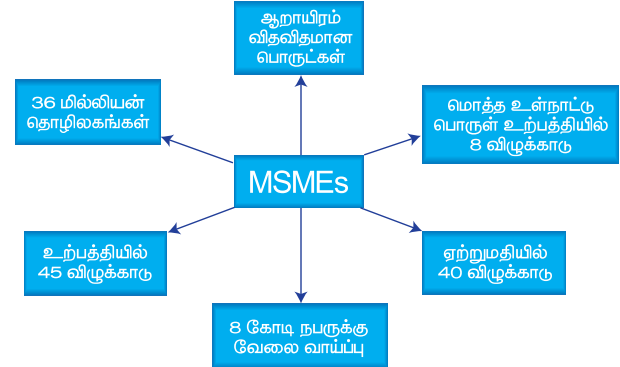 ஆறாயிரம்
விதவிதமான
பொருட்கள்
36 மில்லியன்
தொழிலகங்கள்
மொத்த உள்நாட்டு
பொருள் உற்பத்தியில்
8 விழுக்காடு
MSMEs
உற்பத்தியில்
45 விழுக்காடு
ஏற்றுமதியில்
40 விழுக்காடு
8 கோடி நபருக்கு
வேலை வாய்ப்பு